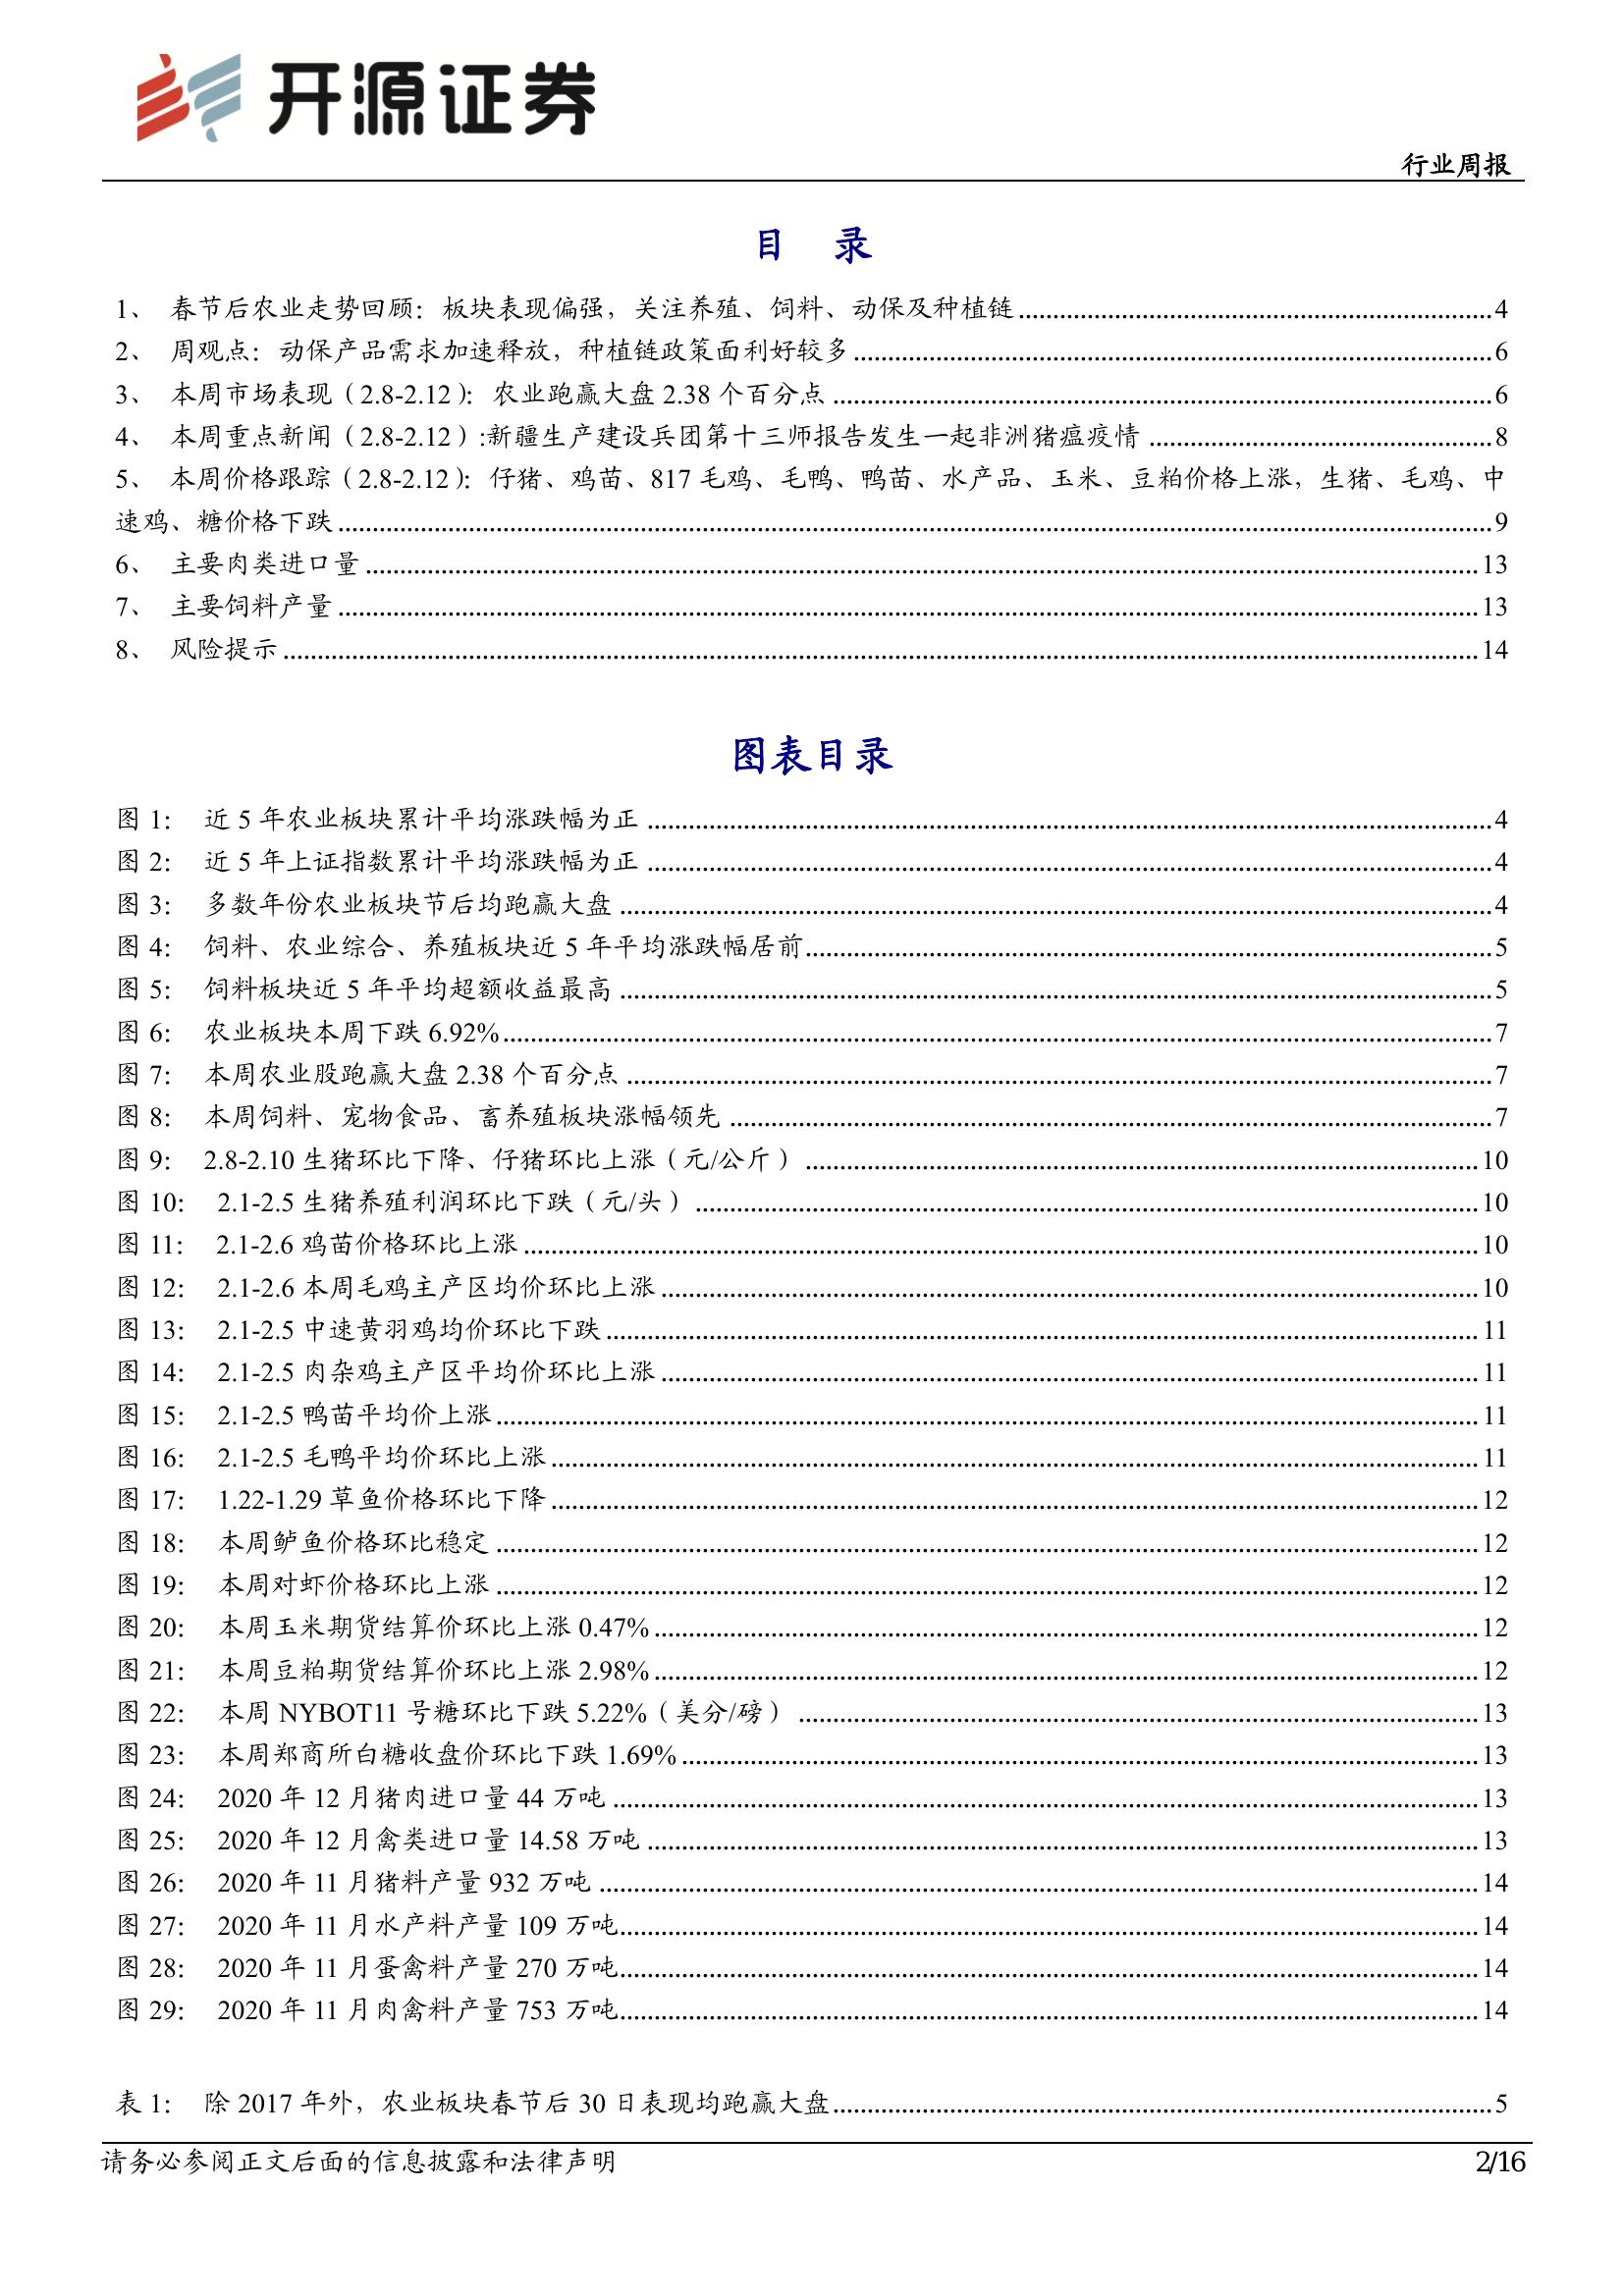 开源证券
行业周报
目 录
1、 春节后农业走势回顾：板块表现偏强，关注养殖、饲料、动保及种植链 4
2、 周观点：动保产品需求加速释放，种植链政策面利好较多 6
3、 本周市场表现（2.8-2.12）：农业跑赢大盘 2.38 个百分点 6
4、 本周重点新闻（2.8-2.12）:新疆生产建设兵团第十三师报告发生一起非洲猪瘟疫情 8
5、 本周价格跟踪（2.8-2.12）：仔猪、鸡苗、817 毛鸡、毛鸭、鸭苗、水产品、玉米、豆粕价格上涨，生猪、毛鸡、中
速鸡、糖价格下跌 9
6、 主要肉类进口量 13
7、 主要饲料产量 13
8、 风险提示 14
图表目录
图 1： 近 5 年农业板块累计平均涨跌幅为正 4
图 2： 近 5 年上证指数累计平均涨跌幅为正 4
图 3： 多数年份农业板块节后均跑赢大盘 4
图 4： 饲料、农业综合、养殖板块近 5 年平均涨跌幅居前 5
图 5： 饲料板块近 5 年平均超额收益最高 5
图 6： 农业板块本周下跌 6.92% 7
图 7： 本周农业股跑赢大盘 2.38 个百分点 7
图 8： 本周饲料、宠物食品、畜养殖板块涨幅领先 7
图 9： 2.8-2.10 生猪环比下降、仔猪环比上涨（元/公斤） 10
图 10： 2.1-2.5 生猪养殖利润环比下跌（元/头） 10
图 11： 2.1-2.6 鸡苗价格环比上涨 10
图 12： 2.1-2.6 本周毛鸡主产区均价环比上涨 10
图 13： 2.1-2.5 中速黄羽鸡均价环比下跌 11
图 14： 2.1-2.5 肉杂鸡主产区平均价环比上涨 11
图 15： 2.1-2.5 鸭苗平均价上涨 11
图 16： 2.1-2.5 毛鸭平均价环比上涨 11
图 17： 1.22-1.29 草鱼价格环比下降 12
图 18： 本周鲈鱼价格环比稳定 12
图 19： 本周对虾价格环比上涨 12
图 20： 本周玉米期货结算价环比上涨 0.47% 12
图 21： 本周豆粕期货结算价环比上涨 2.98% 12
图 22： 本周 NYBOT11 号糖环比下跌 5.22%（美分/磅） 13
图 23： 本周郑商所白糖收盘价环比下跌 1.69% 13
图 24： 2020 年 12 月猪肉进口量 44 万吨 13
图 25： 2020 年 12 月禽类进口量 14.58 万吨 13
图 26： 2020 年 11 月猪料产量 932 万吨 14
图 27： 2020 年 11 月水产料产量 109 万吨 14
图 28： 2020 年 11 月蛋禽料产量 270 万吨 14
图 29： 2020 年 11 月肉禽料产量 753 万吨 14
表 1： 除 2017 年外，农业板块春节后 30 日表现均跑赢大盘 5
请务必参阅正文后面的信息披露和法律声明 2/16